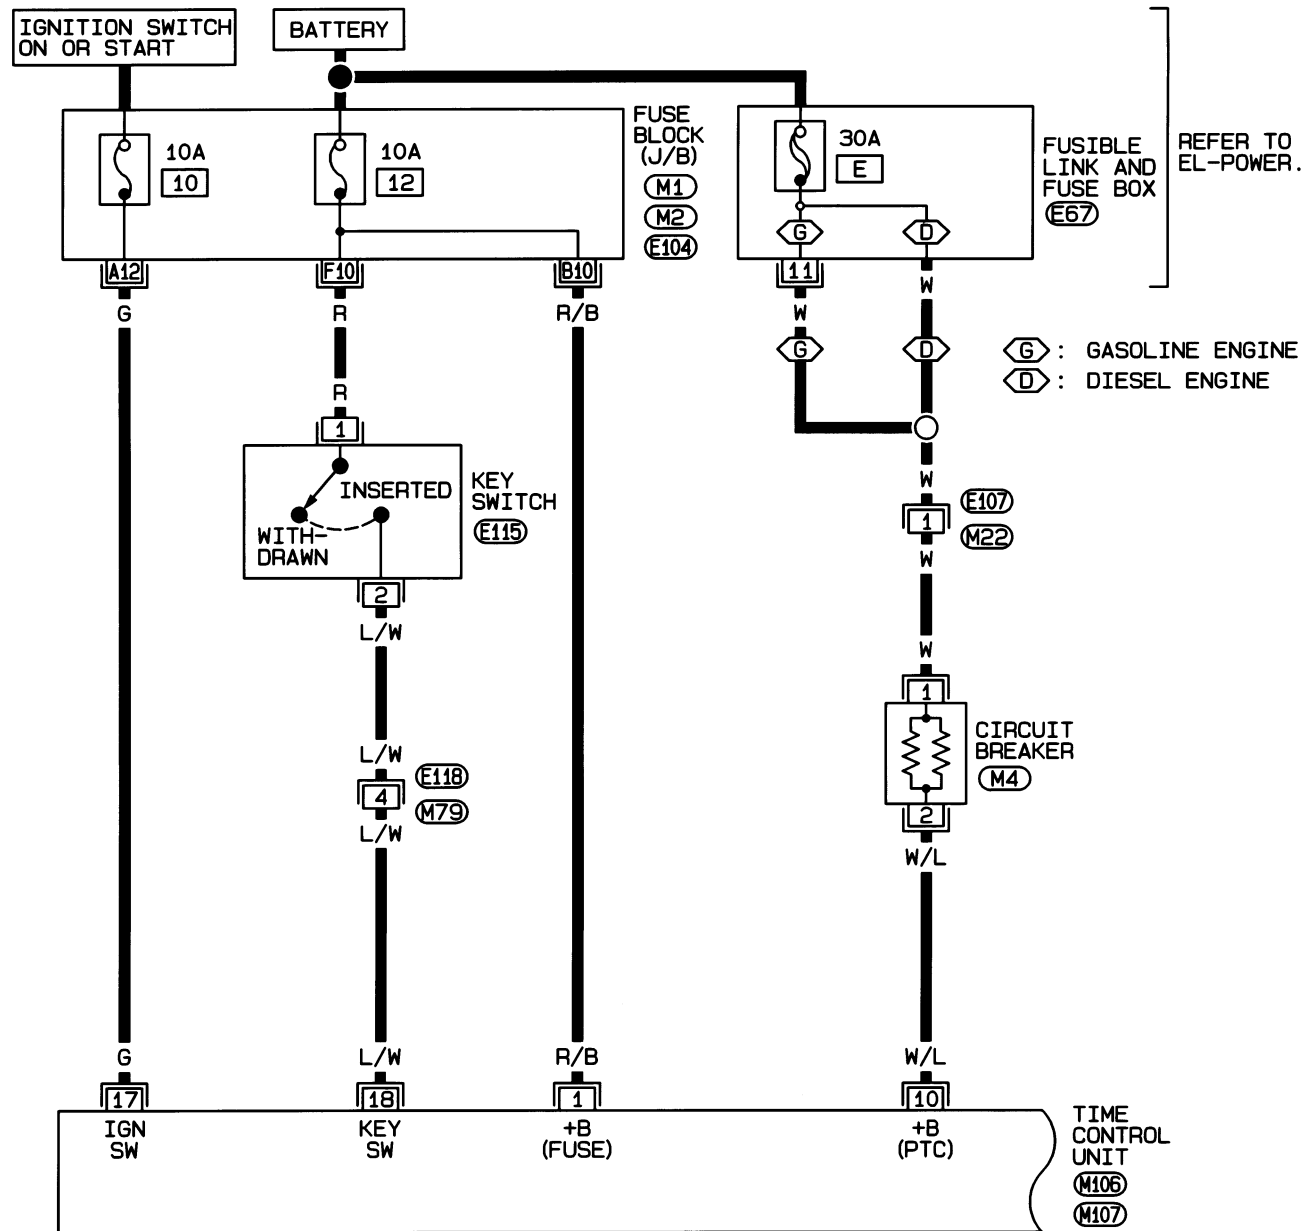 IGNITION SWITCH
ON OR START
BATTERY
10A
10
10A
12
FUSE
BLOCK
(J/B)
M1
M2
E104
30A
E
G
D
FUSIBLE
LINK AND
FUSE BOX
E67
REFER TO
EL-POWER.
A12
F10
B10
11
G
R
R/B
W
W
G
D
G : GASOLINE ENGINE
D : DIESEL ENGINE
R
1
INSERTED
WITH-
DRAWN
KEY
SWITCH
E115
2
L/W
W
1
E107
M22
W
W
1
CIRCUIT
BREAKER
M4
2
W/L
L/W
4
E118
M79
L/W
G
L/W
R/B
W/L
17
18
1
10
IGN
SW
KEY
SW
+B
(FUSE)
+B
(PTC)
TIME
CONTROL
UNIT
M106
M107